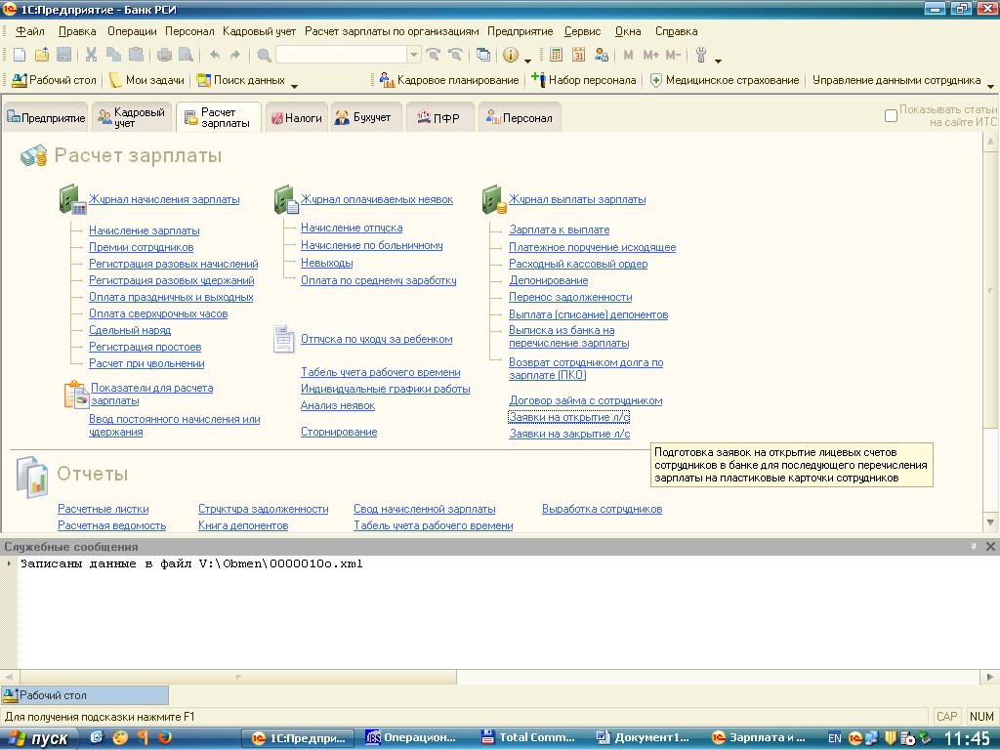 1С:Предприятие - Банк РСИ
Файл Правка Операции Персонал Кадровый учет Расчет зарплаты по организациям Предприятие Сервис Окна Справка
M M+ M-
Рабочий стол Мои задачи Поиск данных Кадровое планирование Набор персонала Медицинское страхование Управление данными сотрудника
Предприятие Кадровый учет Расчет зарплаты Налоги Бухучет ПФР Персонал
Показывать статьи
на сайте ИТС
Расчет зарплаты
Журнал начисления зарплаты
Начисление зарплаты
Премии сотрудников
Регистрация разовых начислений
Регистрация разовых удержаний
Оплата праздничных и выходных
Оплата сверхурочных часов
Сдельный наряд
Регистрация простоев
Расчет при увольнении
Показатели для расчета
зарплаты
Ввод постоянного начисления или
удержания
Журнал оплачиваемых неявок
Начисление отпуска
Начисление по больничному
Невыходы
Оплата по среднему заработку
Отпуска по уходу за ребенком
Табель учета рабочего времени
Индивидуальные графики работы
Анализ неявок
Сторнирование
Журнал выплаты зарплаты
Зарплата к выплате
Платежное поручение исходящее
Расходный кассовый ордер
Депонирование
Перенос задолженности
Выплата (списание) депонентов
Выписка из банка на
перечисление зарплаты
Возврат сотрудником долга по
зарплате (ПКО)
Договор займа с сотрудником
Заявки на открытие л/с
Заявки на закрытие л/с
Подготовка заявок на открытие лицевых счетов
сотрудников в банке для последующего перечисления
зарплаты на пластиковые карточки сотрудников
Отчеты
Расчетные листки Структура задолженности Свод начисленной зарплаты Выработка сотрудников
Расчетная ведомость Книга депонентов Табель учета рабочего времени
Служебные сообщения
Записаны данные в файл V:\Obmen\0000010o.xml
Рабочий стол
Для получения подсказки нажмите F1 CAP NUM
пуск 1С:Предпри... Операцион... Total Comm... Документ1... Зарплата и ... EN 11:45